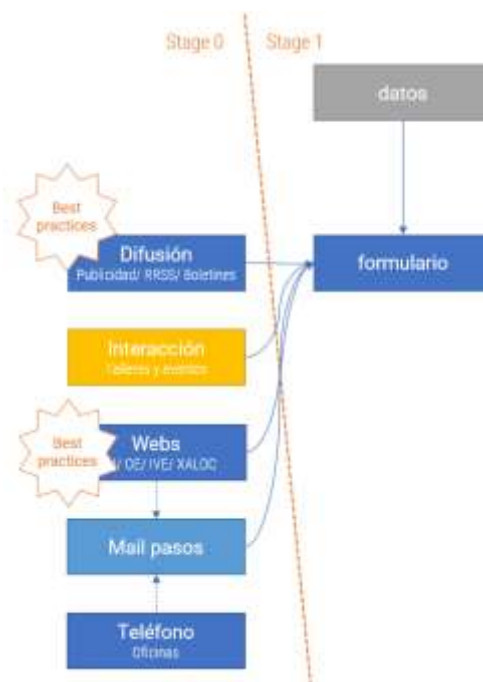 Stage 0
Stage 1
datos
Best
practices
Difusión
Publicidad/ RRSS/ Boletines
formulario
Interacción
Talleres y eventos
Best
practices
Webs
/ OE/ IVE/ XALOC
Mail pasos
Teléfono
Oficinas